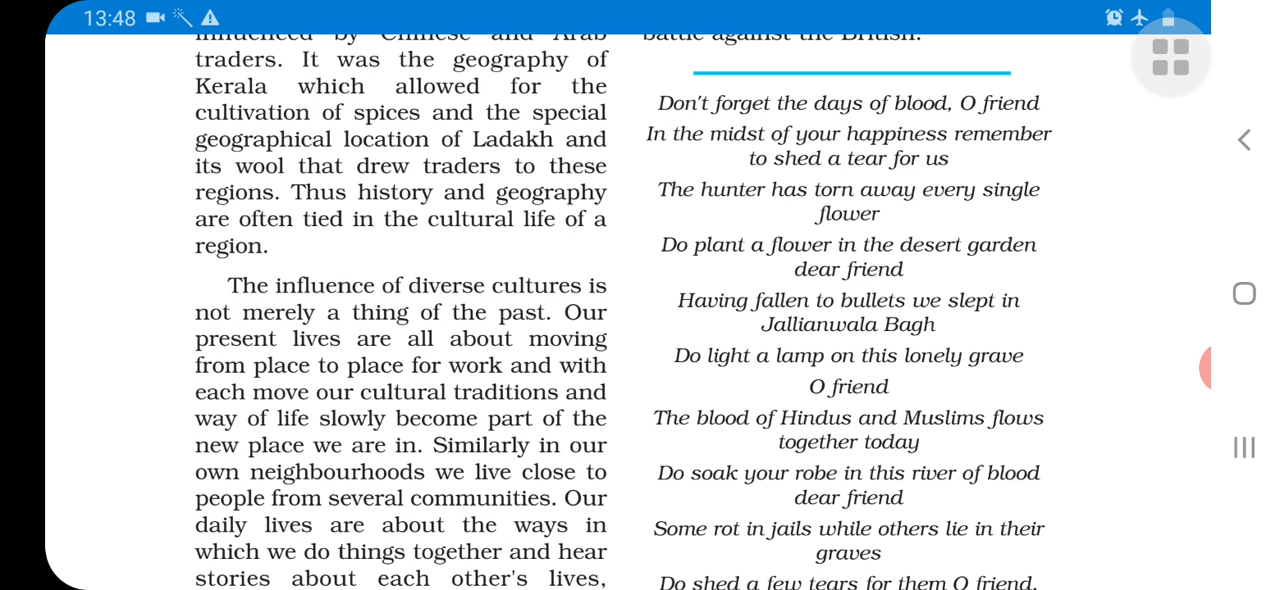 13:48
influenced by Chinese and Arab
traders. It was the geography of
Kerala which allowed for the
cultivation of spices and the special
geographical location of Ladakh and
its wool that drew traders to these
regions. Thus history and geography
are often tied in the cultural life of a
region.
The influence of diverse cultures is
not merely a thing of the past. Our
present lives are all about moving
from place to place for work and with
each move our cultural traditions and
way of life slowly become part of the
new place we are in. Similarly in our
own neighbourhoods we live close to
people from several communities. Our
daily lives are about the ways in
which we do things together and hear
stories about each other's lives,
battle against the British.
Don't forget the days of blood, O friend
In the midst of your happiness remember
to shed a tear for us
The hunter has torn away every single
flower
Do plant a flower in the desert garden
dear friend
Having fallen to bullets we slept in
Jallianwala Bagh
Do light a lamp on this lonely grave
O friend
The blood of Hindus and Muslims flows
together today
Do soak your robe in this river of blood
dear friend
Some rot in jails while others lie in their
graves
Do shed a few tears for them O friend.